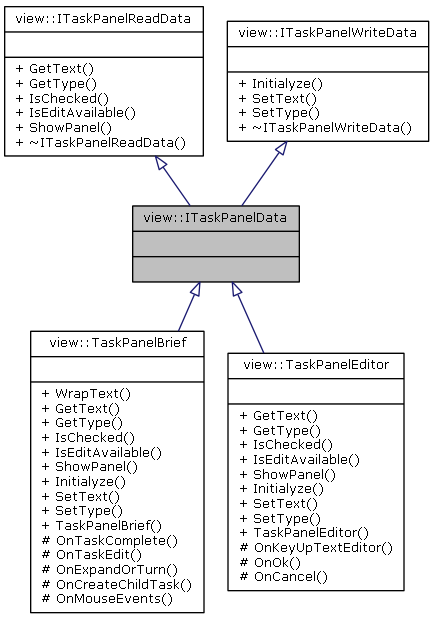 view::ITaskPanelReadData
+ GetText()
+ GetType()
+ IsChecked()
+ IsEditAvailable()
+ ShowPanel()
+ ~ITaskPanelReadData()
view::ITaskPanelWriteData
+ Initialyze()
+ SetText()
+ SetType()
+ ~ITaskPanelWriteData()
view::ITaskPanelData
view::TaskPanelBrief
+ WrapText()
+ GetText()
+ GetType()
+ IsChecked()
+ IsEditAvailable()
+ ShowPanel()
+ Initialyze()
+ SetText()
+ SetType()
+ TaskPanelBrief()
# OnTaskComplete()
# OnTaskEdit()
# OnExpandOrTurn()
# OnCreateChildTask()
# OnMouseEvents()
view::TaskPanelEditor
+ GetText()
+ GetType()
+ IsChecked()
+ IsEditAvailable()
+ ShowPanel()
+ Initialyze()
+ SetText()
+ SetType()
+ TaskPanelEditor()
# OnKeyUpTextEditor()
# OnOk()
# OnCancel()